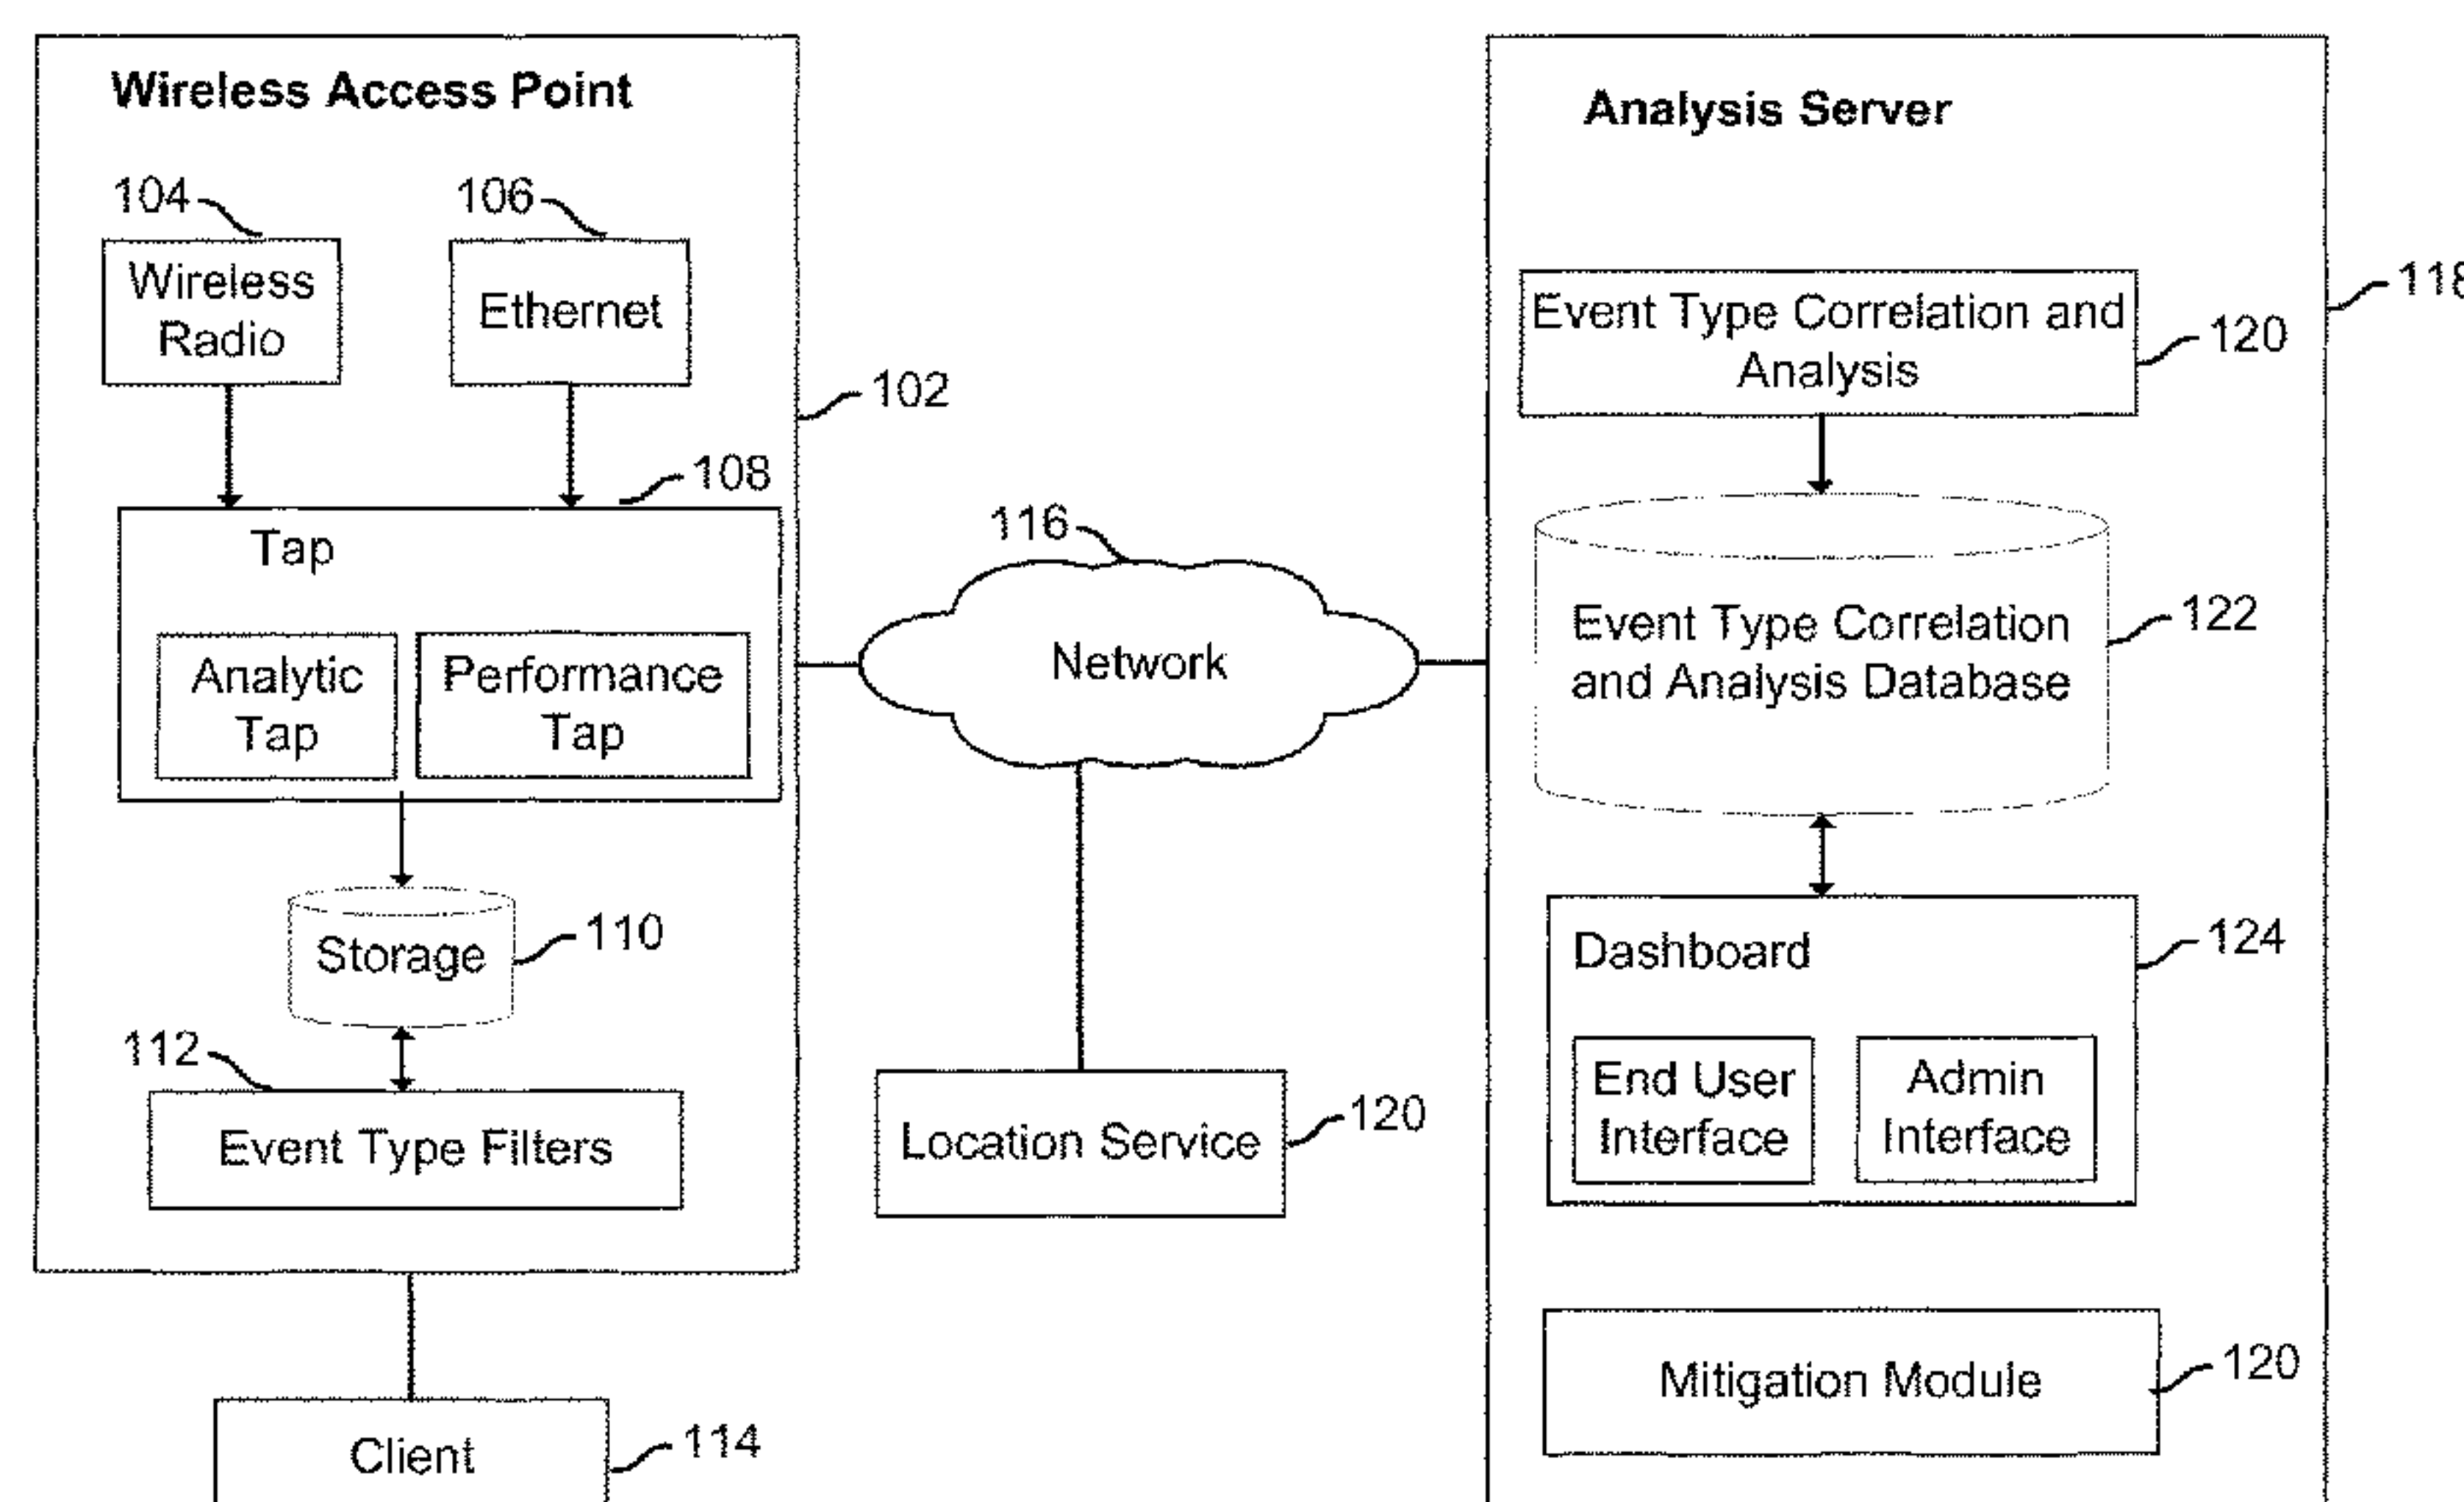 Wireless Access Point
104
106
Wireless
Radio
Ethernet
102
108
Tap
Analytic
Tap
Performance
Tap
Storage
110
112
Event Type Filters
Client
114
116
Network
Location Service
120
Analysis Server
118
Event Type Correlation and
Analysis
120
Event Type Correlation
and Analysis Database
122
Dashboard
124
End User
Interface
Admin
Interface
Mitigation Module
120